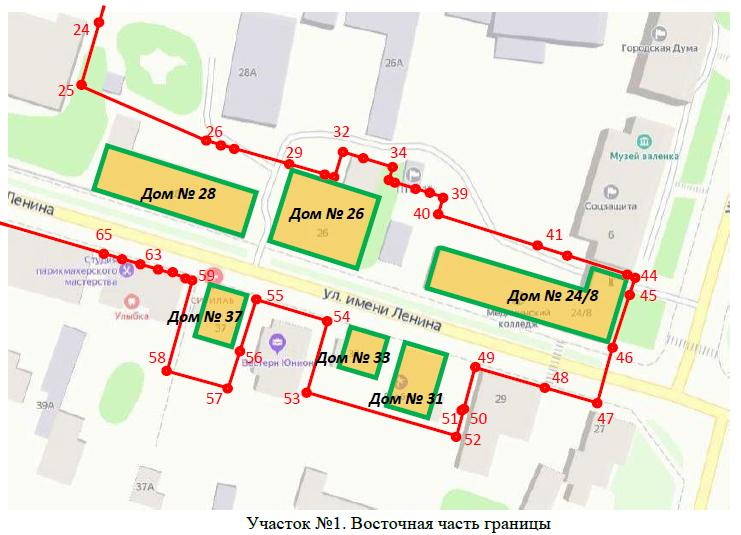 24
Городская Дума
28А
26А
25
26
32
Музей валенка
29
34
Дом № 28
39
Соцзащита
Дом № 26
40
26
Ленина
41
6
65
63
Студия
парикмахерского
мастерства
59
44
Ул. имени Ленина
Дом № 24/8
45
55
Улыбка
Дом № 37
54
Медицинский
колледж
24/8
37
56
Дом № 33
46
Вестерн Юнион
58
49
48
57
53
Дом № 31
51
50
29
47
39А
52
27
37А
Участок №1. Восточная часть границы